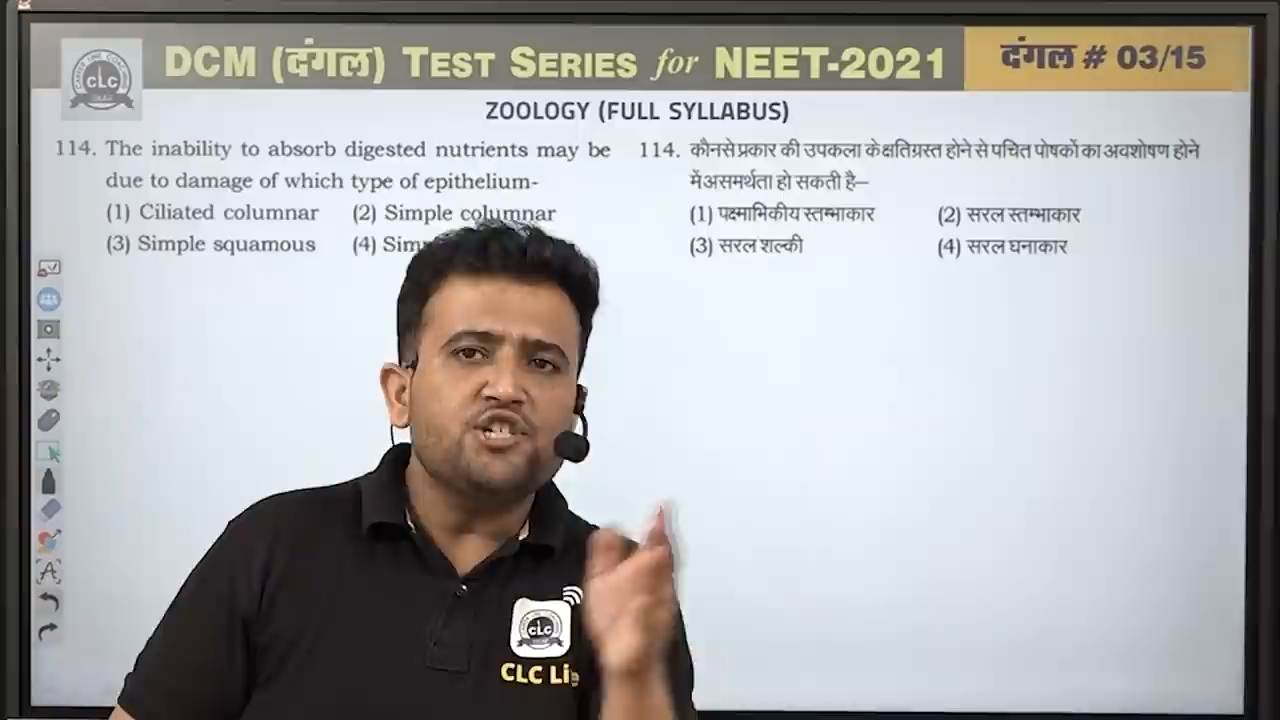 DCM (दंगल) TEST SERIES for NEET-2021
दंगल # 03/15
CLC
ZOOLOGY (FULL SYLLABUS)
114. The inability to absorb digested nutrients may be
due to damage of which type of epithelium-
(1) Ciliated columnar (2) Simple columnar
(3) Simple squamous (4)
114. कौनसे प्रकार की उपकला के क्षतिग्रस्त होने से पचित पोषकों का अवशोषण होने
में असमर्थता हो सकती है–
(1) पक्ष्माभिकीय स्तम्भाकार (2) सरल स्तम्भाकार
(3) सरल शल्की (4) सरल घनाकार
CLC
CLC